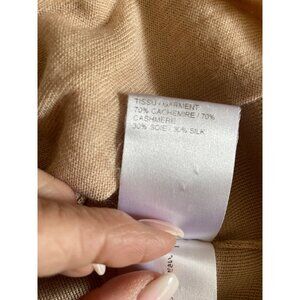 TISSU - GARMENT
70% CACHEMIRE / 70%
CASHMERE
30% SOIE / 30% SILK